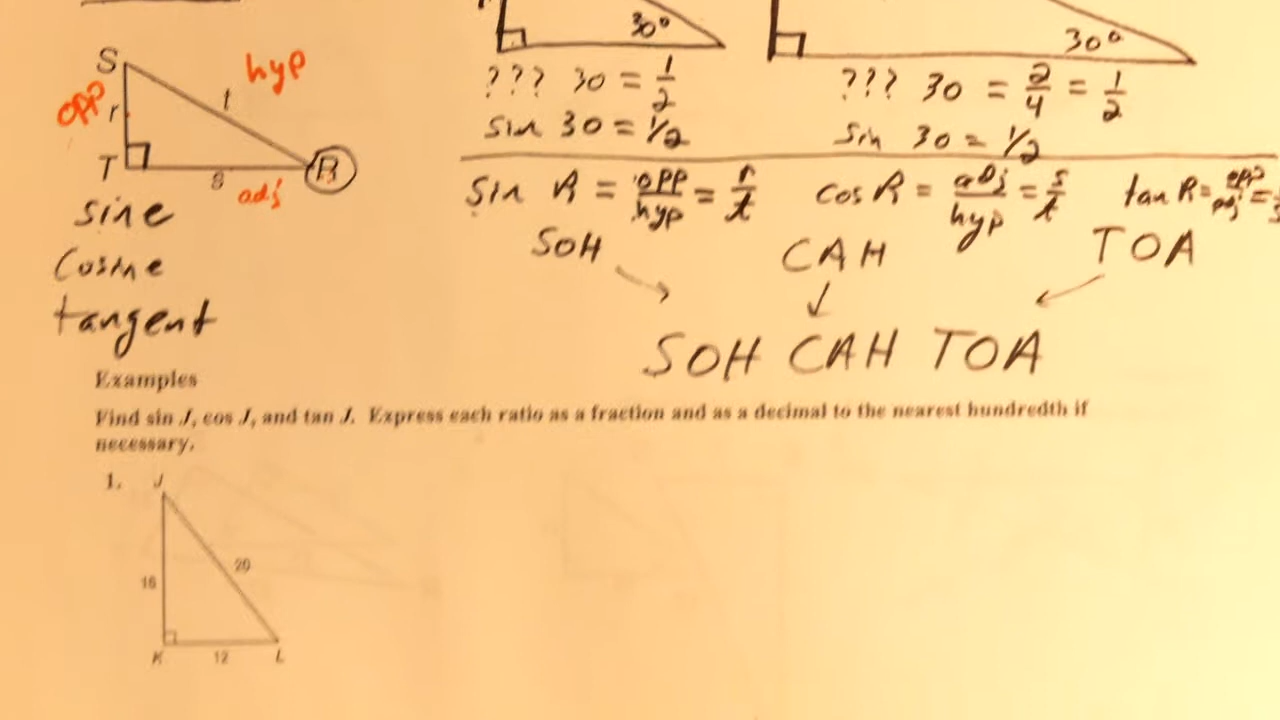 30° 30°
S hyp
opp r t
T s adj R
??? 30 = 1/2
sin 30 = 1/2
??? 30 = 2/4 = 1/2
sin 30 = 1/2
sin R = opp/hyp = r/t cos R = adj/hyp = s/t tan R = opp/adj =
SOH CAH TOA
sine
cosine
tangent
SOH CAH TOA
Examples
Find sin J, cos J, and tan J. Express each ratio as a fraction and as a decimal to the nearest hundredth if
necessary.
1. J
20
16
K 12 L